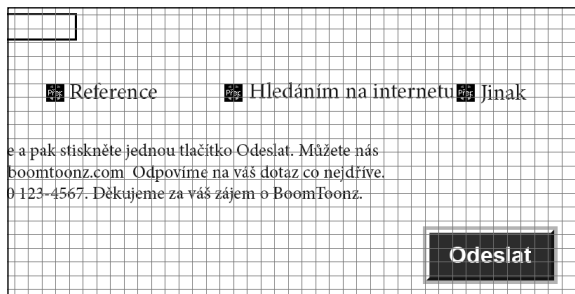 Reference Hledáním na internetu Jinak
e a pak stiskněte jednou tlačítko Odeslat. Můžete nás
boomtoonz.com Odpovíme na váš dotaz co nejdříve.
0 123-4567. Děkujeme za váš zájem o BoomToonz.
Odeslat